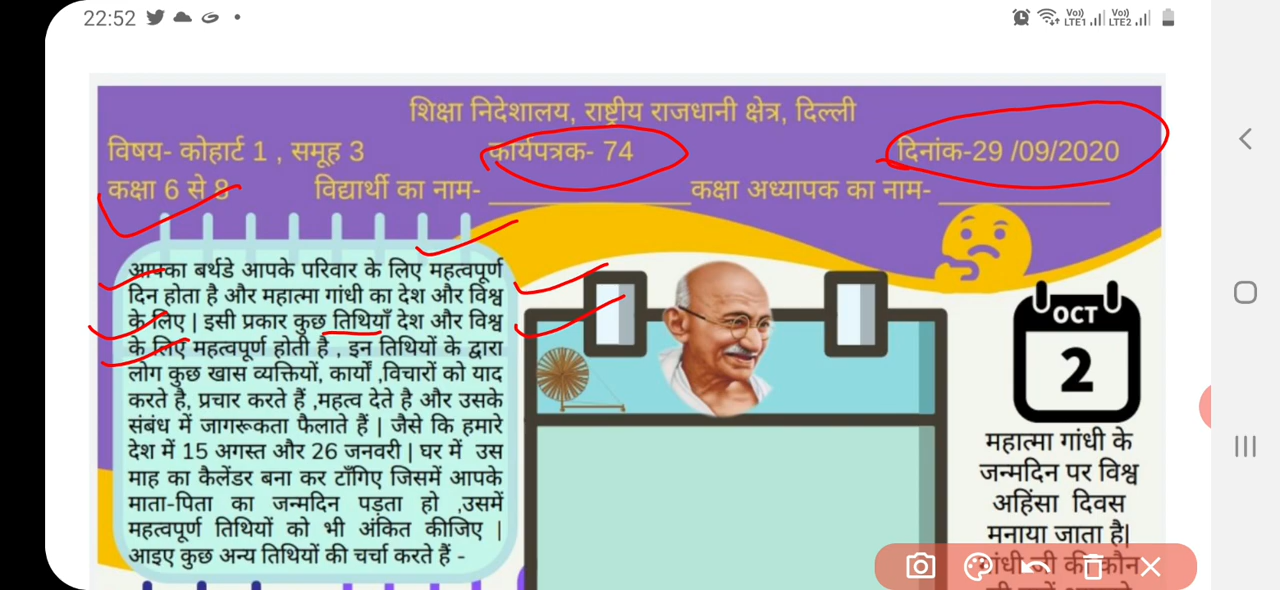 22:52
Vo)) LTE1 Vo)) LTE2
शिक्षा निदेशालय, राष्ट्रीय राजधानी क्षेत्र, दिल्ली
विषय- कोहार्ट 1 , समूह 3 कार्यपत्रक- 74 दिनांक-29 /09/2020
कक्षा 6 से 8 विद्यार्थी का नाम- कक्षा अध्यापक का नाम-
आपका बर्थडे आपके परिवार के लिए महत्वपूर्ण
दिन होता है और महात्मा गांधी का देश और विश्व
के लिए | इसी प्रकार कुछ तिथियाँ देश और विश्व
के लिए महत्वपूर्ण होती है , इन तिथियों के द्वारा
लोग कुछ खास व्यक्तियों, कार्यों ,विचारों को याद
करते है, प्रचार करते हैं ,महत्व देते है और उसके
संबंध में जागरूकता फैलाते हैं | जैसे कि हमारे
देश में 15 अगस्त और 26 जनवरी | घर में उस
माह का कैलेंडर बना कर टाँगिए जिसमें आपके
माता-पिता का जन्मदिन पड़ता हो ,उसमें
महत्वपूर्ण तिथियों को भी अंकित कीजिए |
आइए कुछ अन्य तिथियों की चर्चा करते हैं -
OCT
2
महात्मा गांधी के
जन्मदिन पर विश्व
अहिंसा दिवस
मनाया जाता है|
गांधी जी की कौन